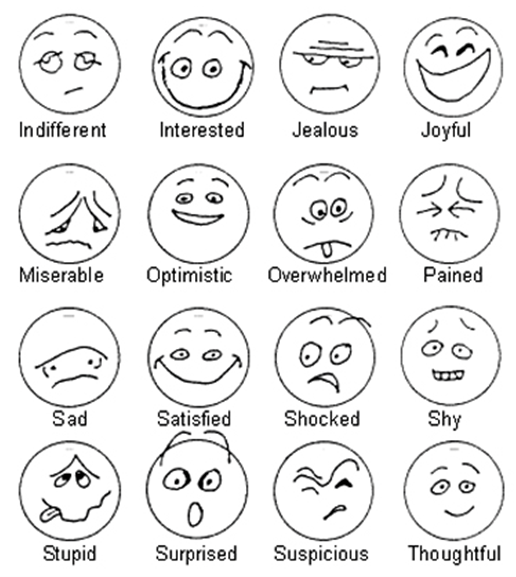 Indifferent Interested Jealous Joyful
Miserable Optimistic Overwhelmed Pained
Sad Satisfied Shocked Shy
Stupid Surprised Suspicious Thoughtful